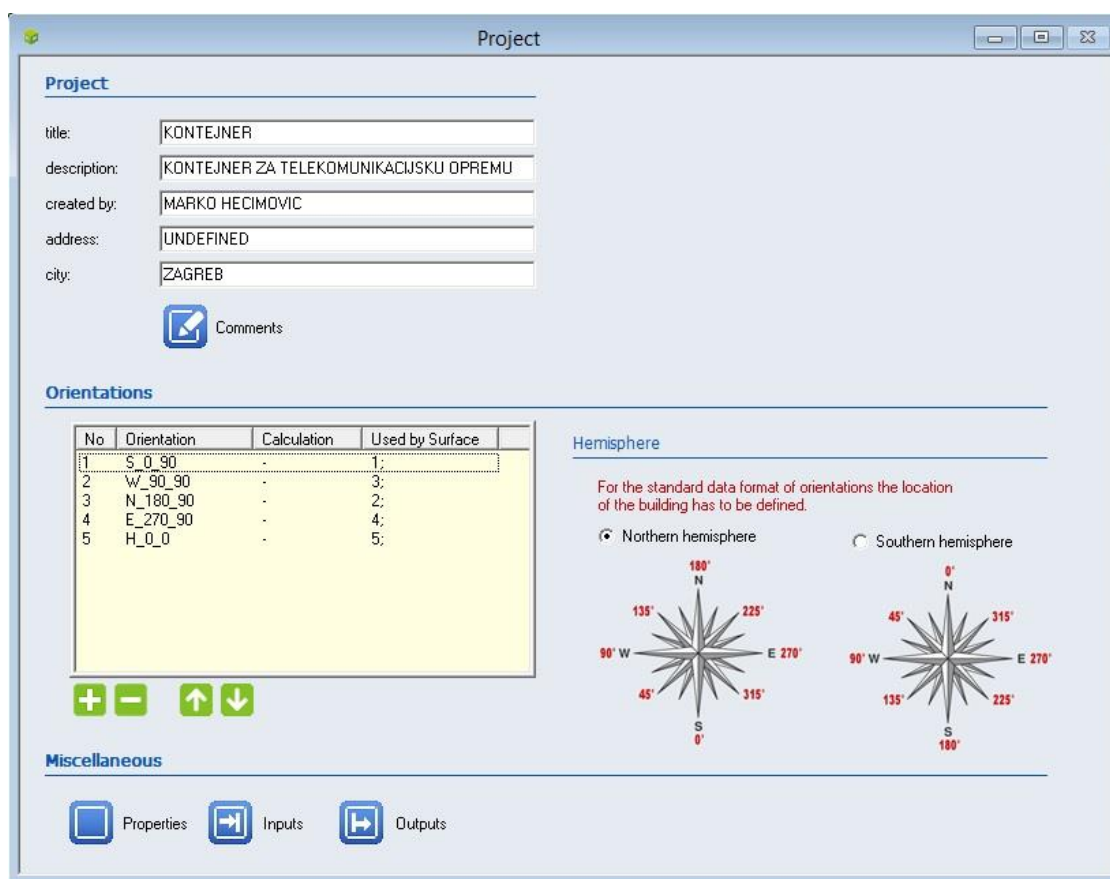 Project
Project
title: KONTEJNER
description: KONTEJNER ZA TELEKOMUNIKACIJSKU OPREMU
created by: MARKO HECIMOVIC
address: UNDEFINED
city: ZAGREB
Comments
Orientations
No Orientation Calculation Used by Surface
1 S_0_90 - 1;
2 W_90_90 - 3;
3 N_180_90 - 2;
4 E_270_90 - 4;
5 H_0_0 - 5;
Hemisphere
For the standard data format of orientations the location
of the building has to be defined.
Northern hemisphere
180°
N
135° 225°
90° W E 270°
45° 315°
S
0°
Southern hemisphere
0°
N
45° 315°
90° W E 270°
135° 225°
S
180°
Miscellaneous
Properties Inputs Outputs